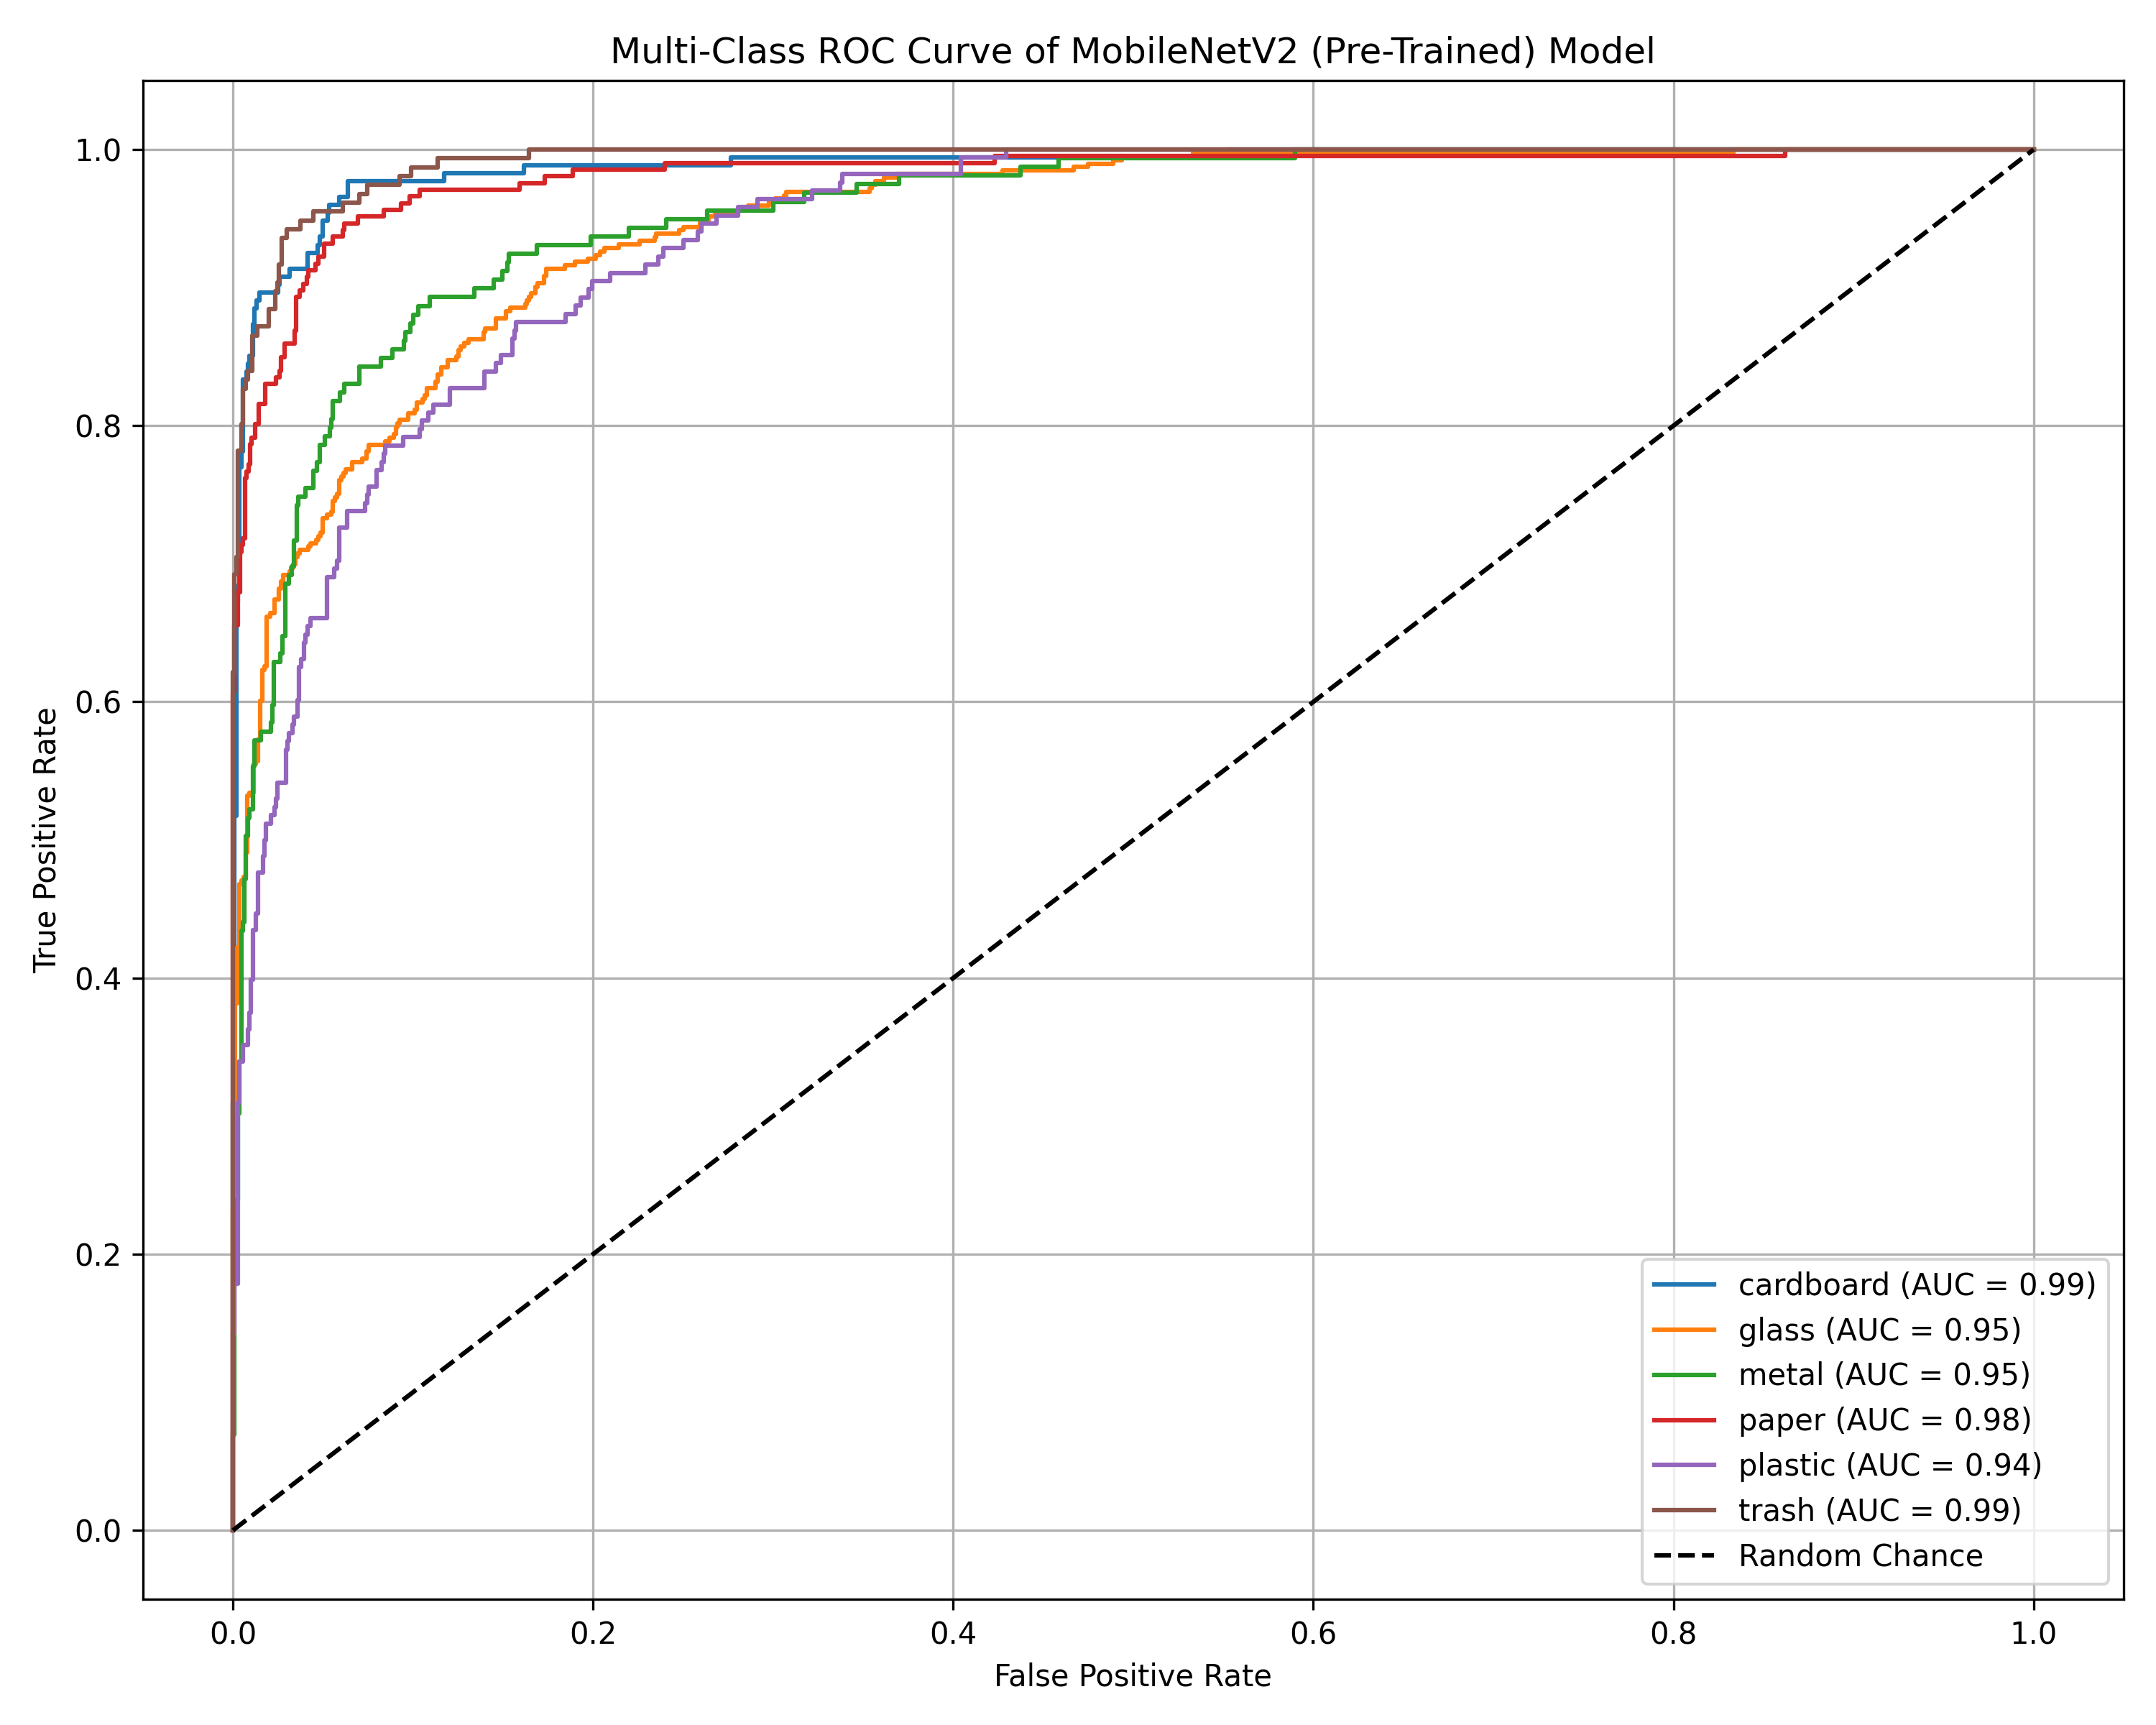 Multi-Class ROC Curve of MobileNetV2 (Pre-Trained) Model
True Positive Rate
1.0
0.8
0.6
0.4
0.2
0.0
0.0 0.2 0.4 0.6 0.8 1.0
False Positive Rate
cardboard (AUC = 0.99)
glass (AUC = 0.95)
metal (AUC = 0.95)
paper (AUC = 0.98)
plastic (AUC = 0.94)
trash (AUC = 0.99)
Random Chance